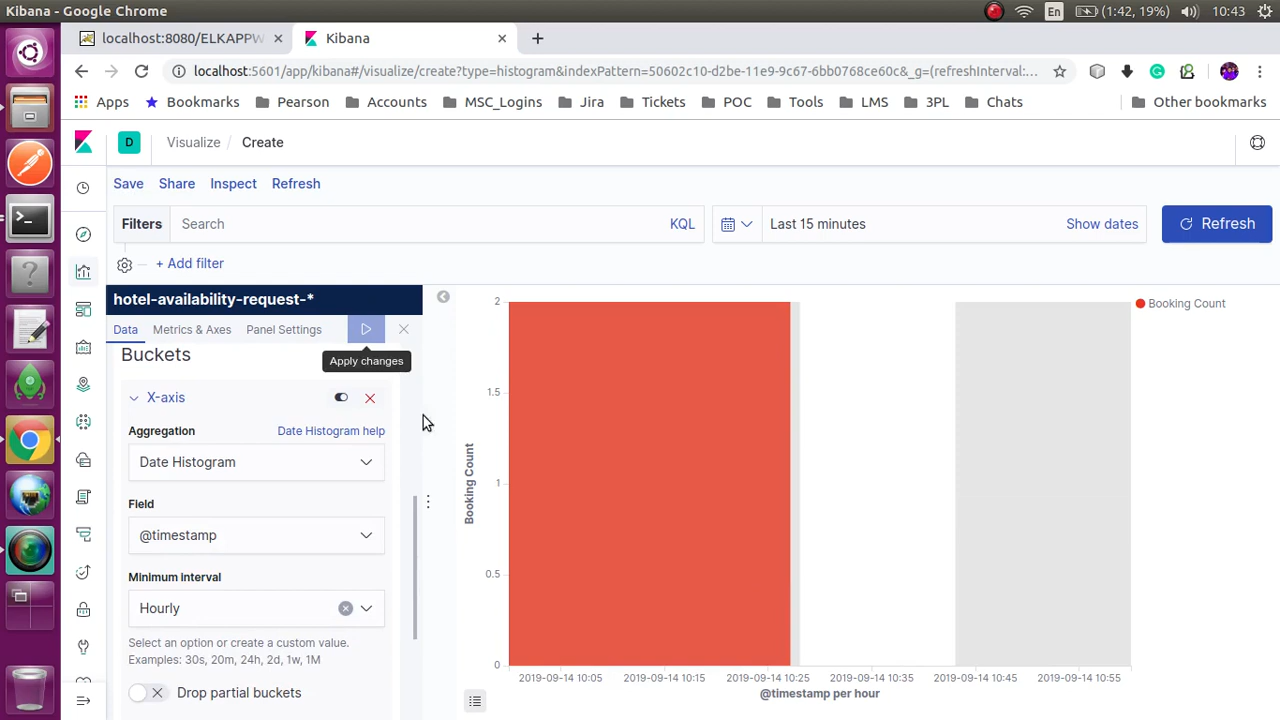 Kibana - Google Chrome
En
(1:42, 19%)
10:43
localhost:8080/ELKAPPW
Kibana
localhost:5601/app/kibana#/visualize/create?type=histogram&indexPattern=50602c10-d2be-11e9-9c67-6bb0768ce60c&_g=(refreshInterval:...
Apps
Bookmarks
Pearson
Accounts
MSC_Logins
Jira
Tickets
POC
Tools
LMS
3PL
Chats
Other bookmarks
D
Visualize / Create
Save
Share
Inspect
Refresh
Filters
Search
KQL
Last 15 minutes
Show dates
Refresh
+ Add filter
hotel-availability-request-*
Data
Metrics & Axes
Panel Settings
Apply changes
Buckets
X-axis
Aggregation
Date Histogram help
Date Histogram
Field
@timestamp
Minimum interval
Hourly
Select an option or create a custom value.
Examples: 30s, 20m, 24h, 2d, 1w, 1M
Drop partial buckets
Booking Count
2
1.5
1
0.5
0
Booking Count
2019-09-14 10:05
2019-09-14 10:15
2019-09-14 10:25
2019-09-14 10:35
2019-09-14 10:45
2019-09-14 10:55
@timestamp per hour